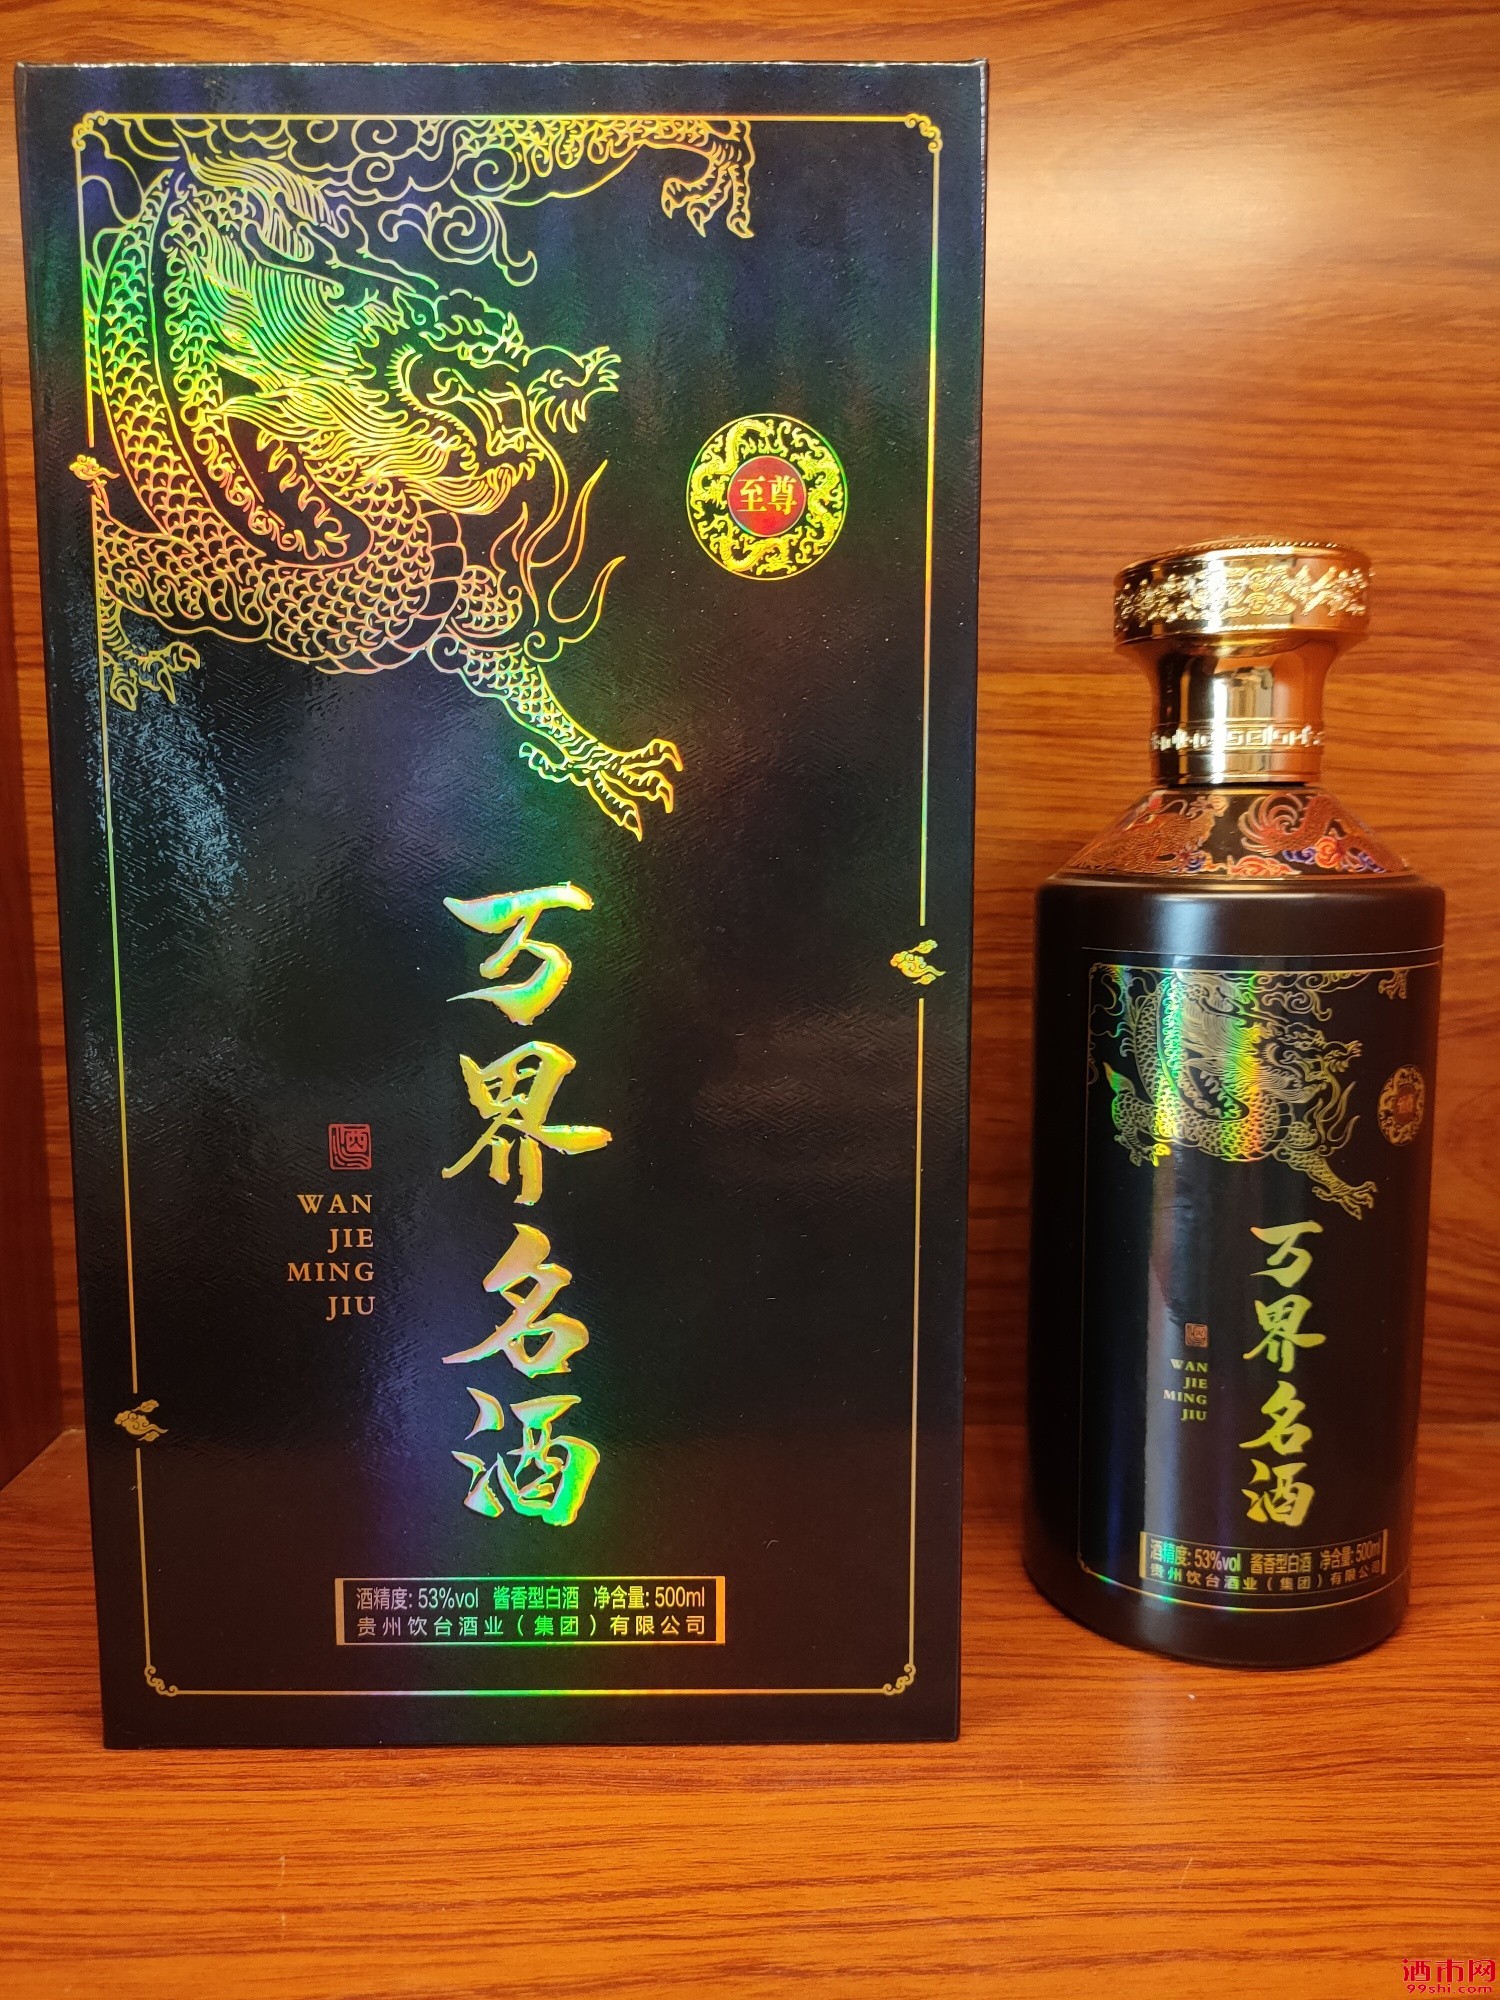 至尊
万界名酒
酒
WAN
JIE
MING
JIU
酒精度: 53%vol 酱香型白酒 净含量: 500ml
贵州饮台酒业（集团）有限公司
万界名酒
酒
WAN
JIE
MING
JIU
酒精度: 53%vol 酱香型白酒 净含量: 500ml
贵州饮台酒业（集团）有限公司
酒市网
99shi.com